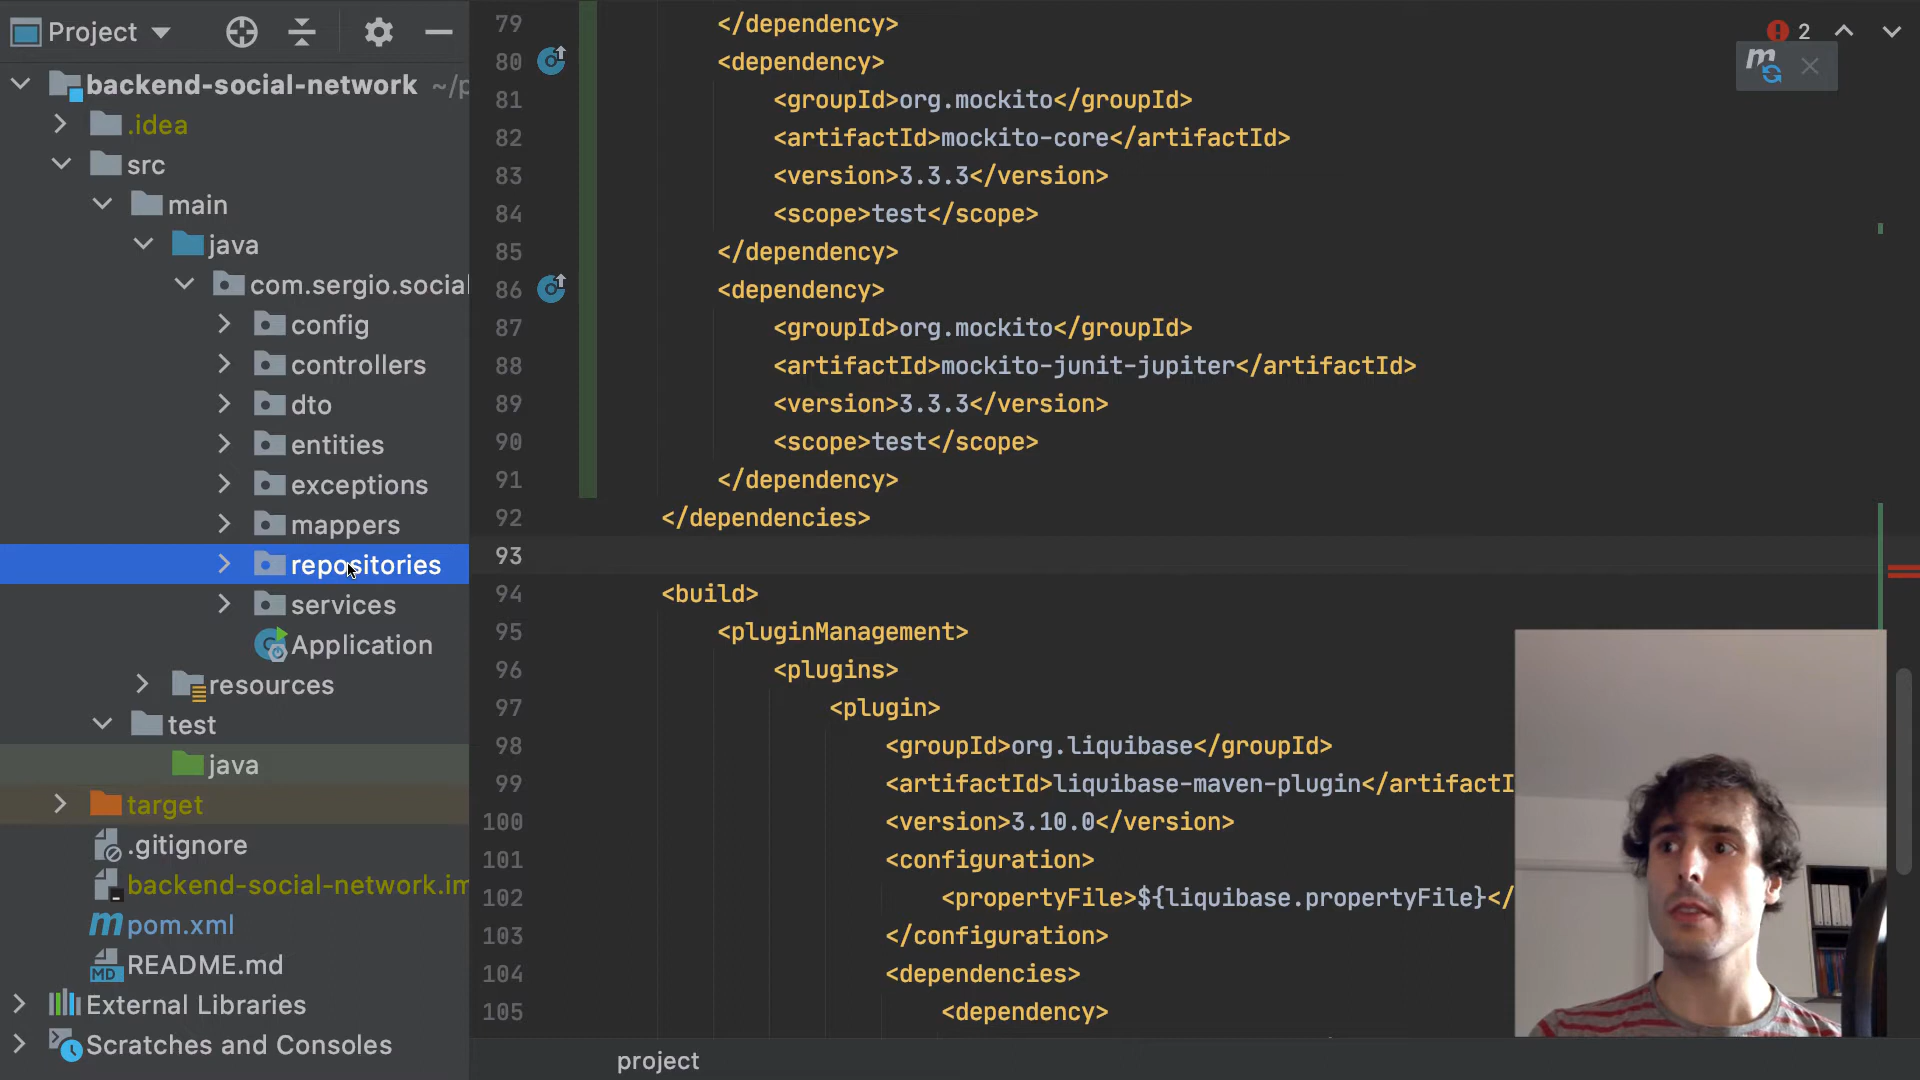 Project
backend-social-network ~/p
.idea
src
main
java
com.sergio.social
config
controllers
dto
entities
exceptions
mappers
repositories
services
Application
resources
test
java
target
.gitignore
backend-social-network.im
pom.xml
README.md
External Libraries
Scratches and Consoles
79 </dependency>
80 <dependency>
81 <groupId>org.mockito</groupId>
82 <artifactId>mockito-core</artifactId>
83 <version>3.3.3</version>
84 <scope>test</scope>
85 </dependency>
86 <dependency>
87 <groupId>org.mockito</groupId>
88 <artifactId>mockito-junit-jupiter</artifactId>
89 <version>3.3.3</version>
90 <scope>test</scope>
91 </dependency>
92 </dependencies>
93
94 <build>
95 <pluginManagement>
96 <plugins>
97 <plugin>
98 <groupId>org.liquibase</groupId>
99 <artifactId>liquibase-maven-plugin</artifactI
100 <version>3.10.0</version>
101 <configuration>
102 <propertyFile>${liquibase.propertyFile}</
103 </configuration>
104 <dependencies>
105 <dependency>
2
m
project